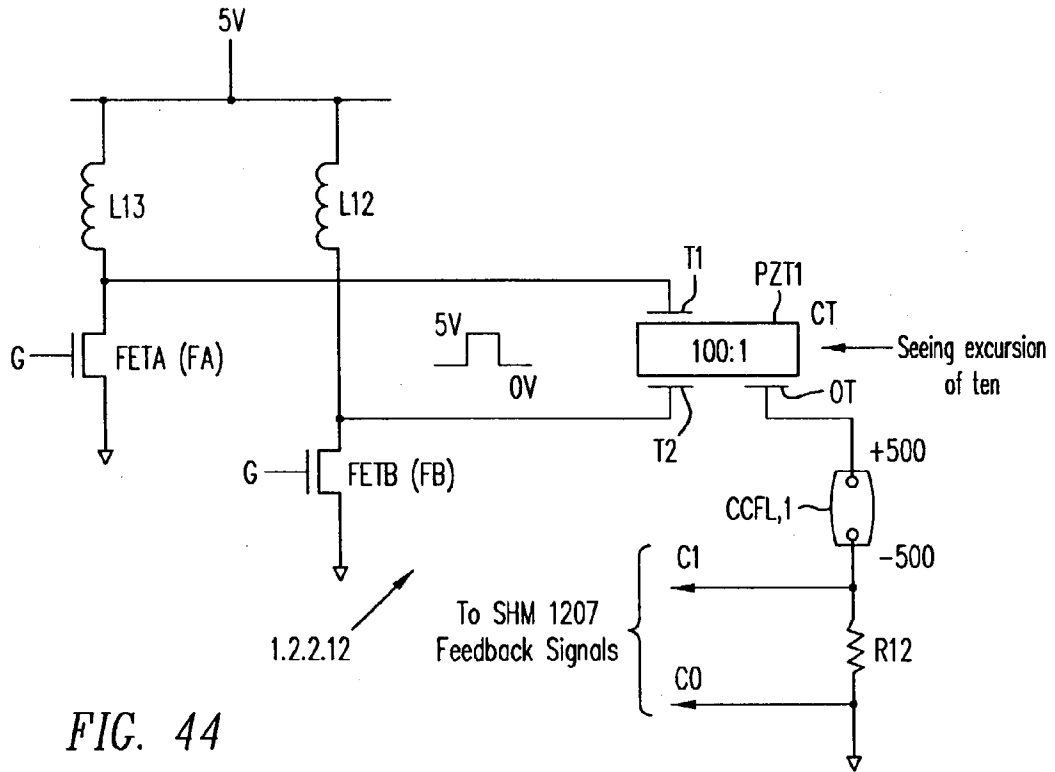 5V
L13
L12
T1
PZT1
CT
5V
0V
100:1
Seeing excursion
of ten
G
FETA (FA)
T2
OT
G
FETB (FB)
+500
CCFL,1
-500
C1
To SHM 1207
Feedback Signals
1.2.2.12
R12
C0
FIG. 44